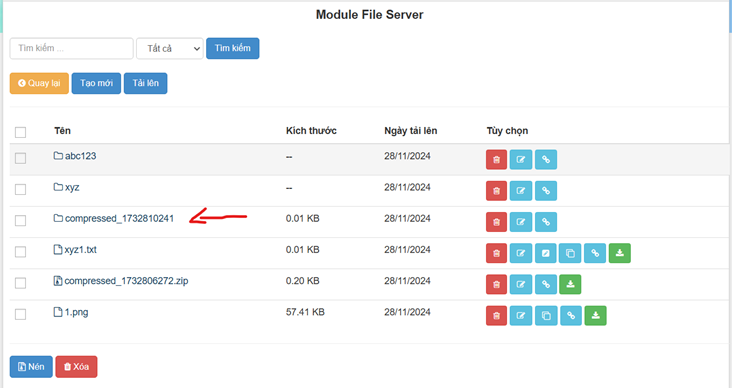 Module File Server
Tìm kiếm ... Tất cả Tìm kiếm
Quay lại Tạo mới Tải lên
Tên Kích thước Ngày tải lên Tùy chọn
abc123 -- 28/11/2024
xyz -- 28/11/2024
compressed_1732810241 0.01 KB 28/11/2024
xyz1.txt 0.01 KB 28/11/2024
compressed_1732806272.zip 0.20 KB 28/11/2024
1.png 57.41 KB 28/11/2024
Nén Xóa